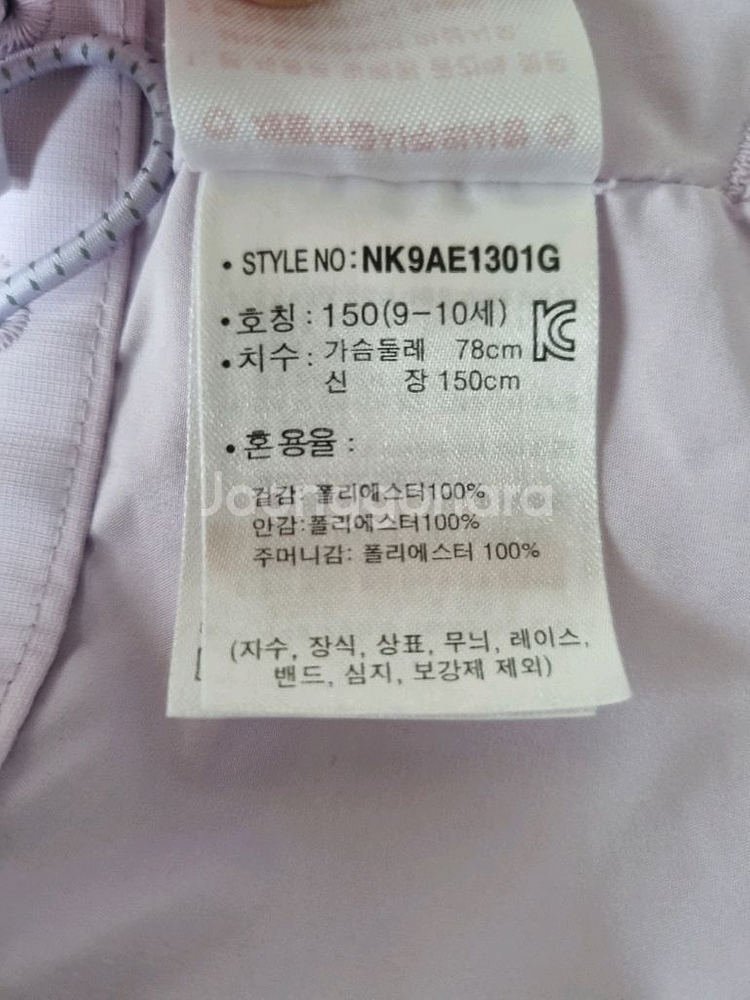 • STYLE NO : NK9AE1301G
• 호칭 : 150(9-10세)
• 치수 : 가슴둘레 78cm
신 장 150cm
• 혼용율 :
겉감: 폴리에스터100%
안감:폴리에스터100%
주머니감: 폴리에스터 100%
(자수, 장식, 상표, 무늬, 레이스,
밴드, 심지, 보강제 제외)
Joonggonara